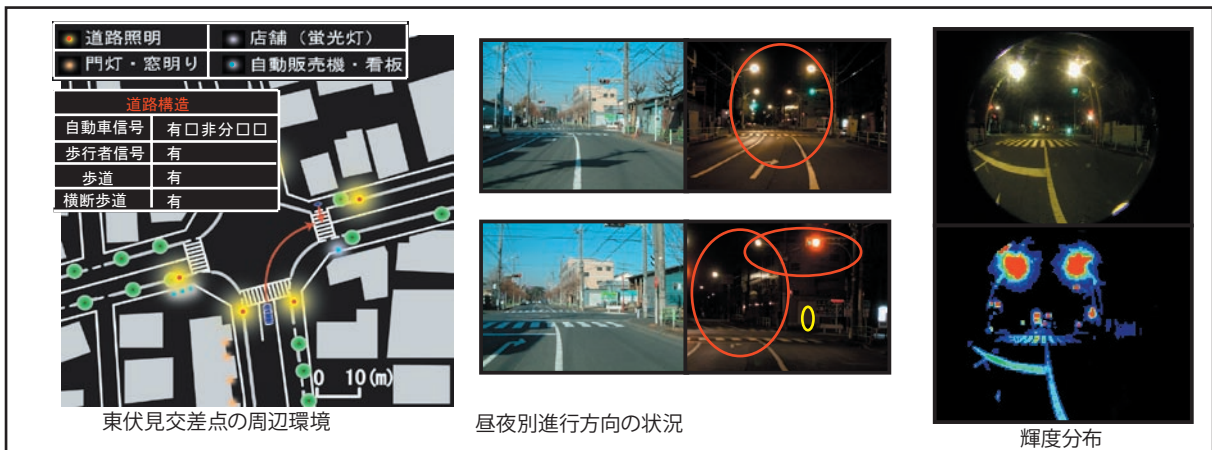 道路照明
店舗（蛍光灯）
門灯・窓明り
自動販売機・看板
道路構造
自動車信号 有□非分□□
歩行者信号 有
歩道 有
横断歩道 有
0 10(m)
東伏見交差点の周辺環境
昼夜別進行方向の状況
輝度分布